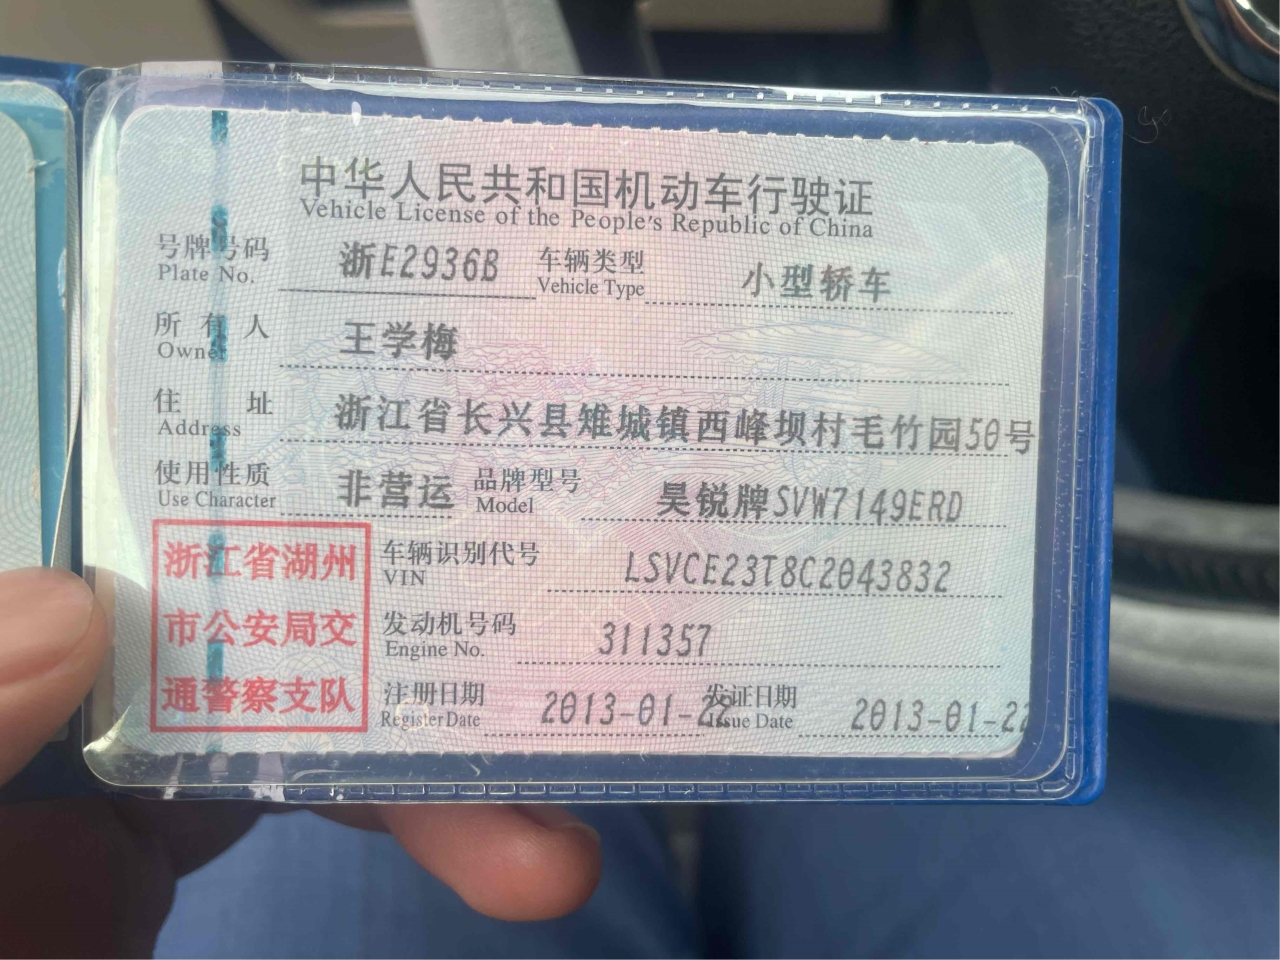 中华人民共和国机动车行驶证
Vehicle License of the People's Republic of China
号牌号码 浙E2936B 车辆类型 小型轿车
Plate No. Vehicle Type
所有人 王学梅
Owner
住址 浙江省长兴县雉城镇西峰坝村毛竹园50号
Address
使用性质 非营运 品牌型号 昊锐牌SVW7149ERD
Use Character Model
浙江省湖州
市公安局交
通警察支队
车辆识别代号 LSVCE23T8C2043832
VIN
发动机号码 311357
Engine No.
注册日期 2013-01-22 发证日期 2013-01-22
Register Date Issue Date